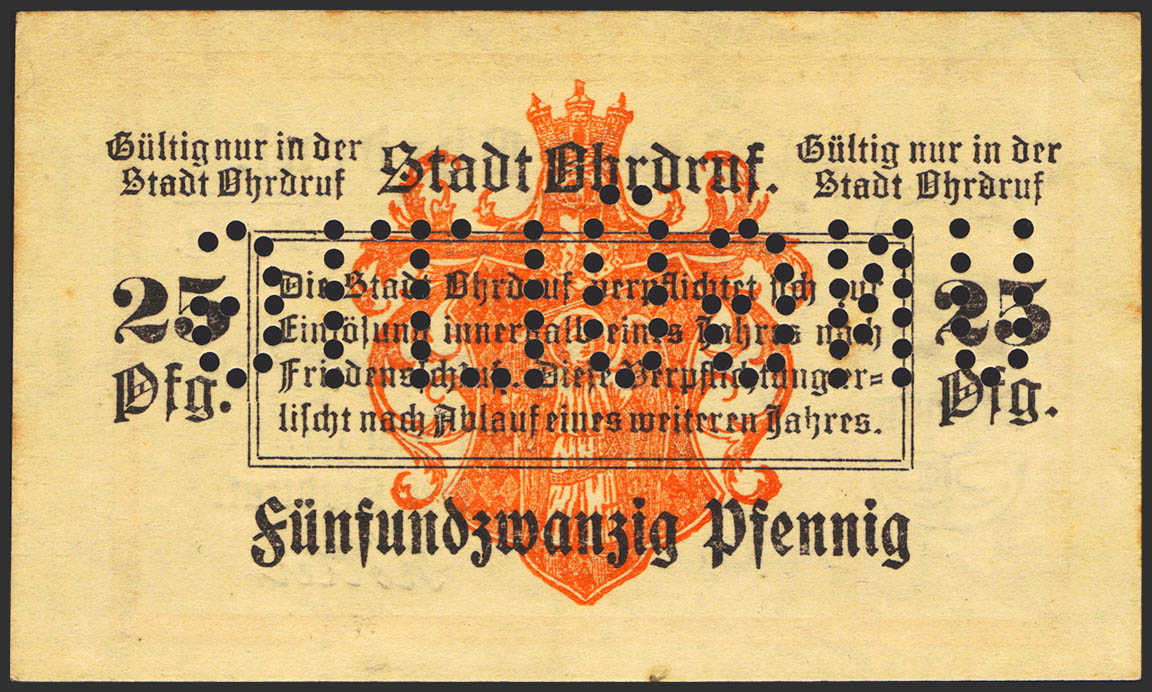 Gültig nur in der
Stadt Ohrdruf
Stadt Ohrdruf.
Gültig nur in der
Stadt Ohrdruf
UNGÜLTIG
25
Pfg.
Die Stadt Ohrdruf verpflichtet sich zur
Einlösung innerhalb eines Jahres nach
Friedensschluß. Diese Verpflichtung er=
lischt nach Ablauf eines weiteren Jahres.
25
Pfg.
Fünfundzwanzig Pfennig